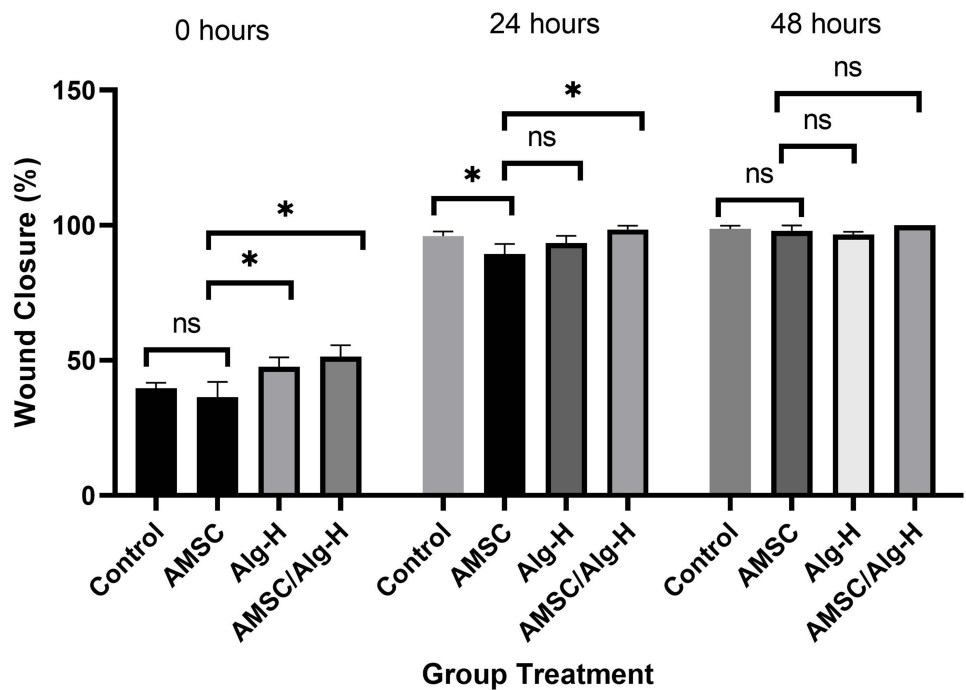 0 hours
24 hours
48 hours
Wound Closure (%)
150
100
50
0
ns
*
*
*
ns
*
ns
ns
ns
Control
AMSC
Alg-H
AMSC/Alg-H
Control
AMSC
Alg-H
AMSC/Alg-H
Control
AMSC
Alg-H
AMSC/Alg-H
Group Treatment